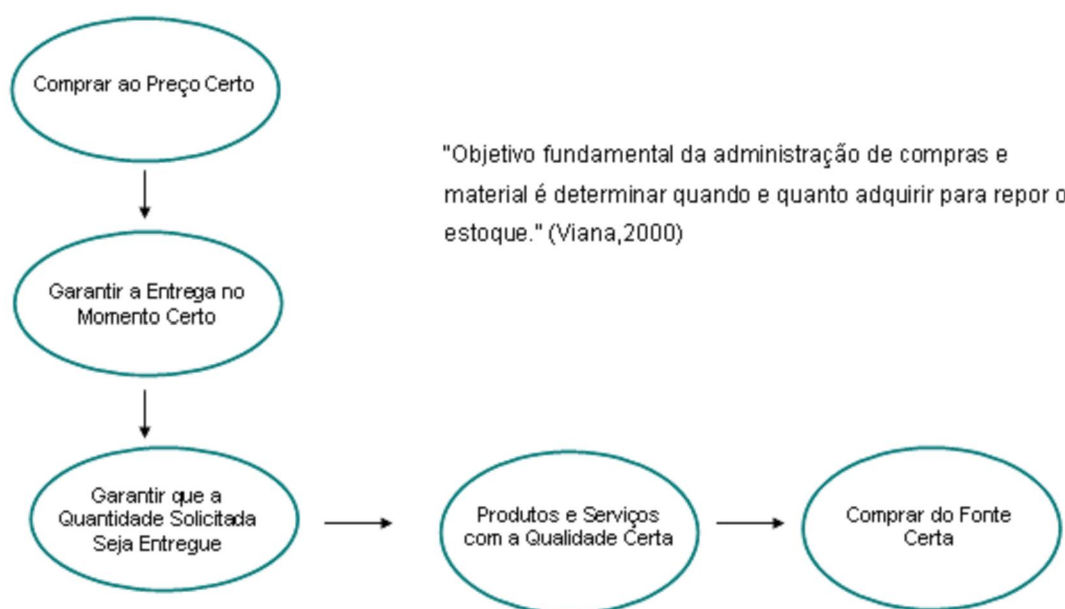 Comprar ao Preço Certo
"Objetivo fundamental da administração de compras e
material é determinar quando e quanto adquirir para repor o
estoque." (Viana,2000)
Garantir a Entrega no
Momento Certo
Garantir que a
Quantidade Solicitada
Seja Entregue
Produtos e Serviços
com a Qualidade Certa
Comprar do Fonte
Certa